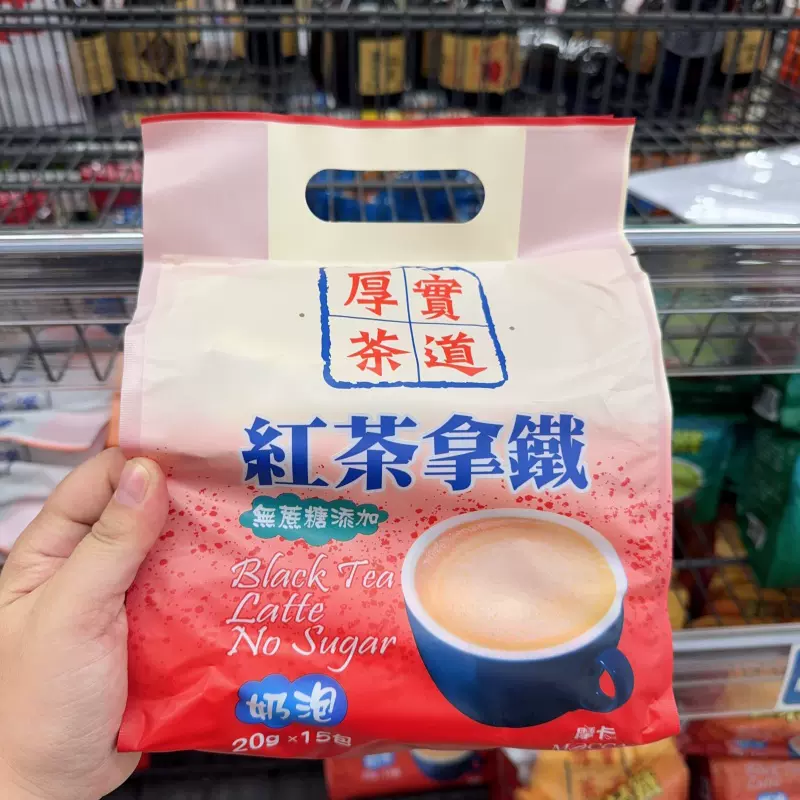 厚實
茶道
紅茶拿鐵
無蔗糖添加
Black Tea
Latte
No Sugar
奶泡
20g×15包
摩卡
MOCCA